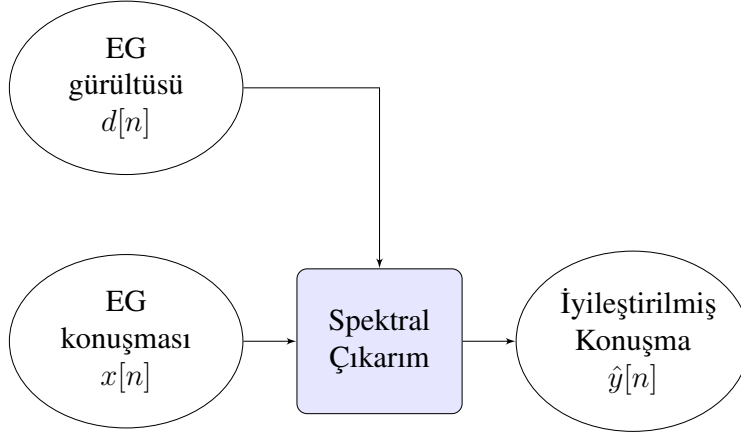 EG
gürültüsü
d[n]
EG
konuşması
x[n]
Spektral
Çıkarım
İyileştirilmiş
Konuşma
ŷ[n]